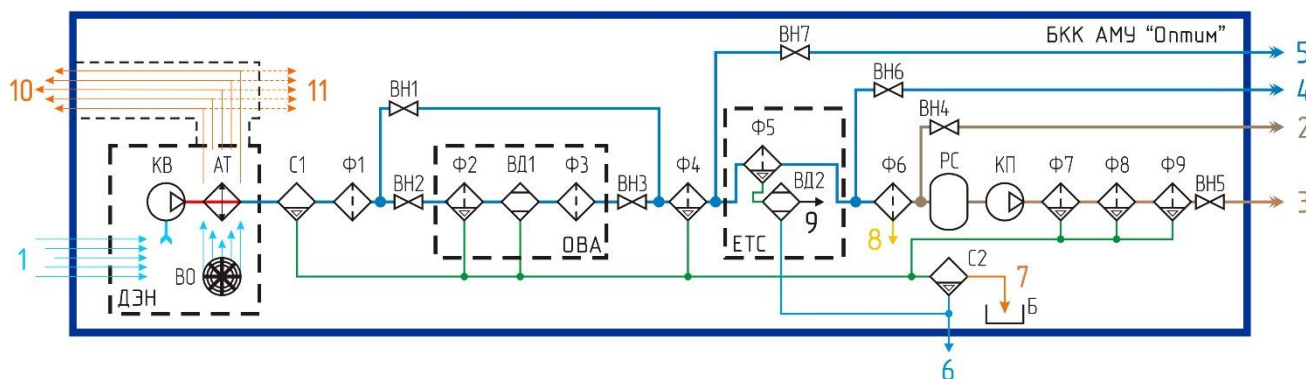 БКК АМУ "Оптим"
ВН7
5
ВН6
4
10
11
ВН1
ВН4
2
Ф5
КВ
АТ
С1
Ф1
ВН2
Ф2
ВД1
Ф3
ВН3
Ф4
ВД2
Ф6
РС
КП
Ф7
Ф8
Ф9
ВН5
3
9
8
1
ОВА
ЕТС
ВО
ДЭН
С2
7
Б
6